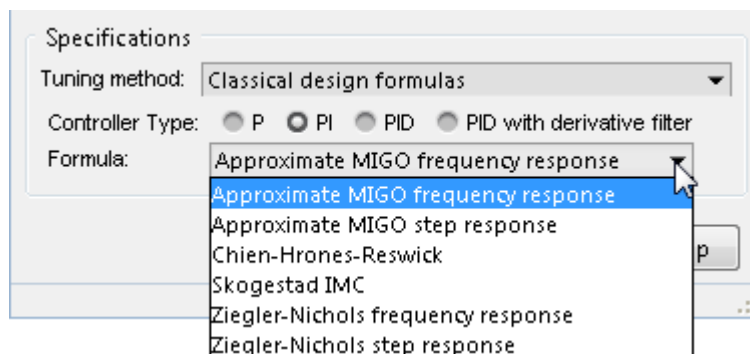 Specifications
Tuning method: Classical design formulas
Controller Type: P PI PID PID with derivative filter
Formula: Approximate MIGO frequency response
Approximate MIGO frequency response
Approximate MIGO step response
Chien-Hrones-Reswick
p
Skogestad IMC
Ziegler-Nichols frequency response
Ziegler-Nichols step response